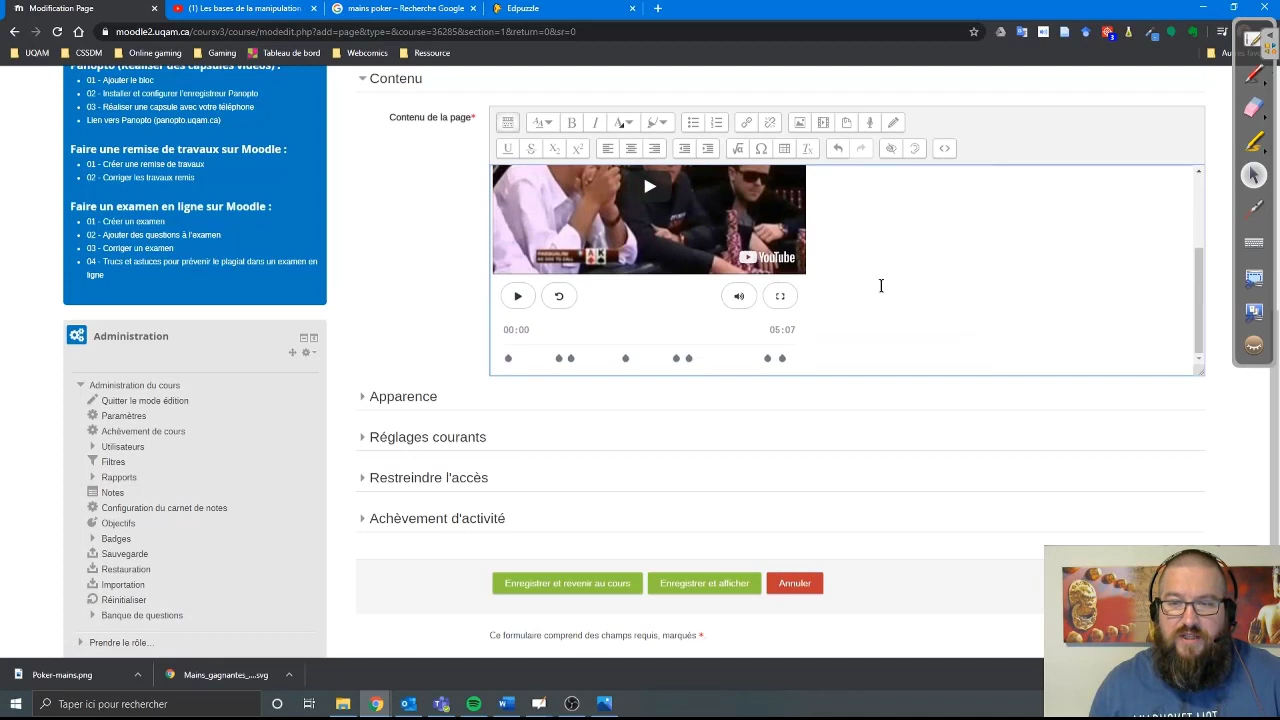 Modification Page
(1) Les bases de la manipulation
mains poker – Recherche Google
Edpuzzle
moodle2.uqam.ca/coursv3/course/modedit.php?add=page&type=&course=36285&section=1&return=0&sr=0
UQAM
CSSDM
Online gaming
Gaming
Tableau de bord
Webcomics
Ressource
Panopto (Réaliser des capsules vidéos) :
01 - Ajouter le bloc
02 - Installer et configurer l'enregistreur Panopto
03 - Réaliser une capsule avec votre téléphone
Lien vers Panopto (panopto.uqam.ca)
Faire une remise de travaux sur Moodle :
01 - Créer une remise de travaux
02 - Corriger les travaux remis
Faire un examen en ligne sur Moodle :
01 - Créer un examen
02 - Ajouter des questions à l'examen
03 - Corriger un examen
04 - Trucs et astuces pour prévenir le plagiat dans un examen en
ligne
Administration
Administration du cours
Quitter le mode édition
Paramètres
Achèvement de cours
Utilisateurs
Filtres
Rapports
Notes
Configuration du carnet de notes
Objectifs
Badges
Sauvegarde
Restauration
Importation
Réinitialiser
Banque de questions
Prendre le rôle...
Contenu
Contenu de la page*
YouTube
00:00
05:07
Apparence
Réglages courants
Restreindre l'accès
Achèvement d'activité
Enregistrer et revenir au cours
Enregistrer et afficher
Annuler
Ce formulaire comprend des champs requis, marqués *.
Poker-mains.png
Mains_gagnantes_....svg
Taper ici pour rechercher